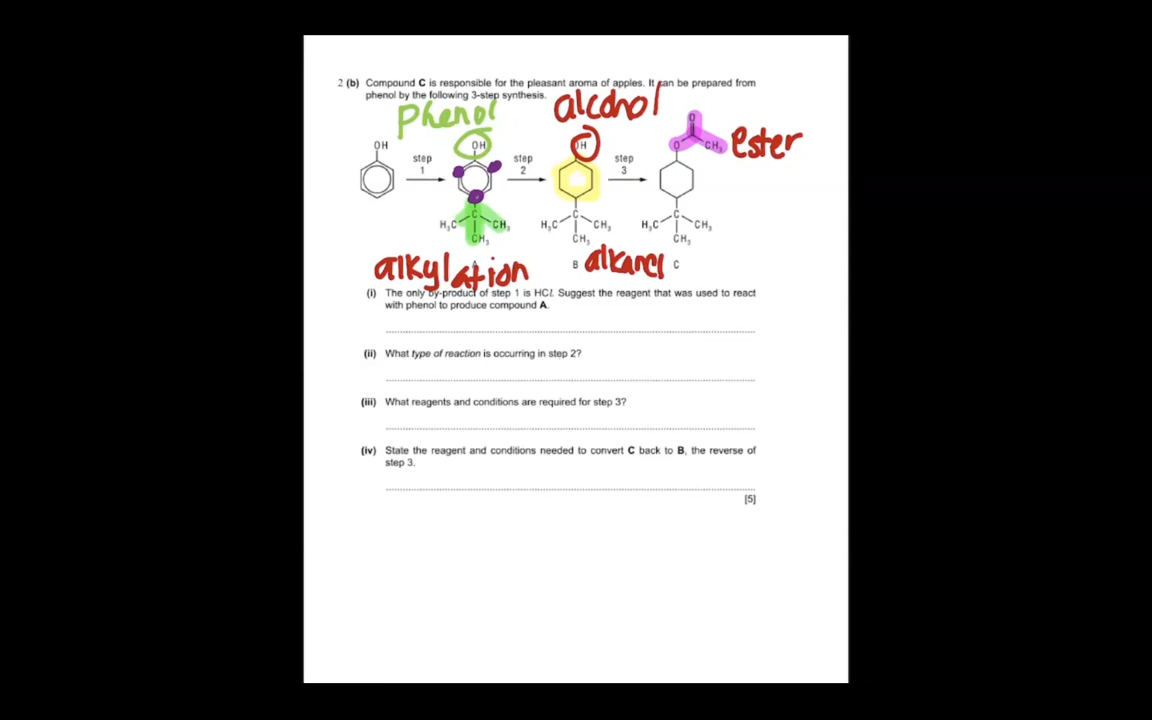 2 (b) Compound C is responsible for the pleasant aroma of apples. It can be prepared from
phenol by the following 3-step synthesis.
phenol
alcohol
ester
OH
step
1
OH
step
2
OH
step
3
O
O
CH₃
C
H₃C
CH₃
CH₃
C
H₃C
CH₃
CH₃
C
H₃C
CH₃
CH₃
alkylation
B
alkane
C
(i) The only by-product of step 1 is HCl. Suggest the reagent that was used to react
with phenol to produce compound A.
(ii) What type of reaction is occurring in step 2?
(iii) What reagents and conditions are required for step 3?
(iv) State the reagent and conditions needed to convert C back to B, the reverse of
step 3.
[5]